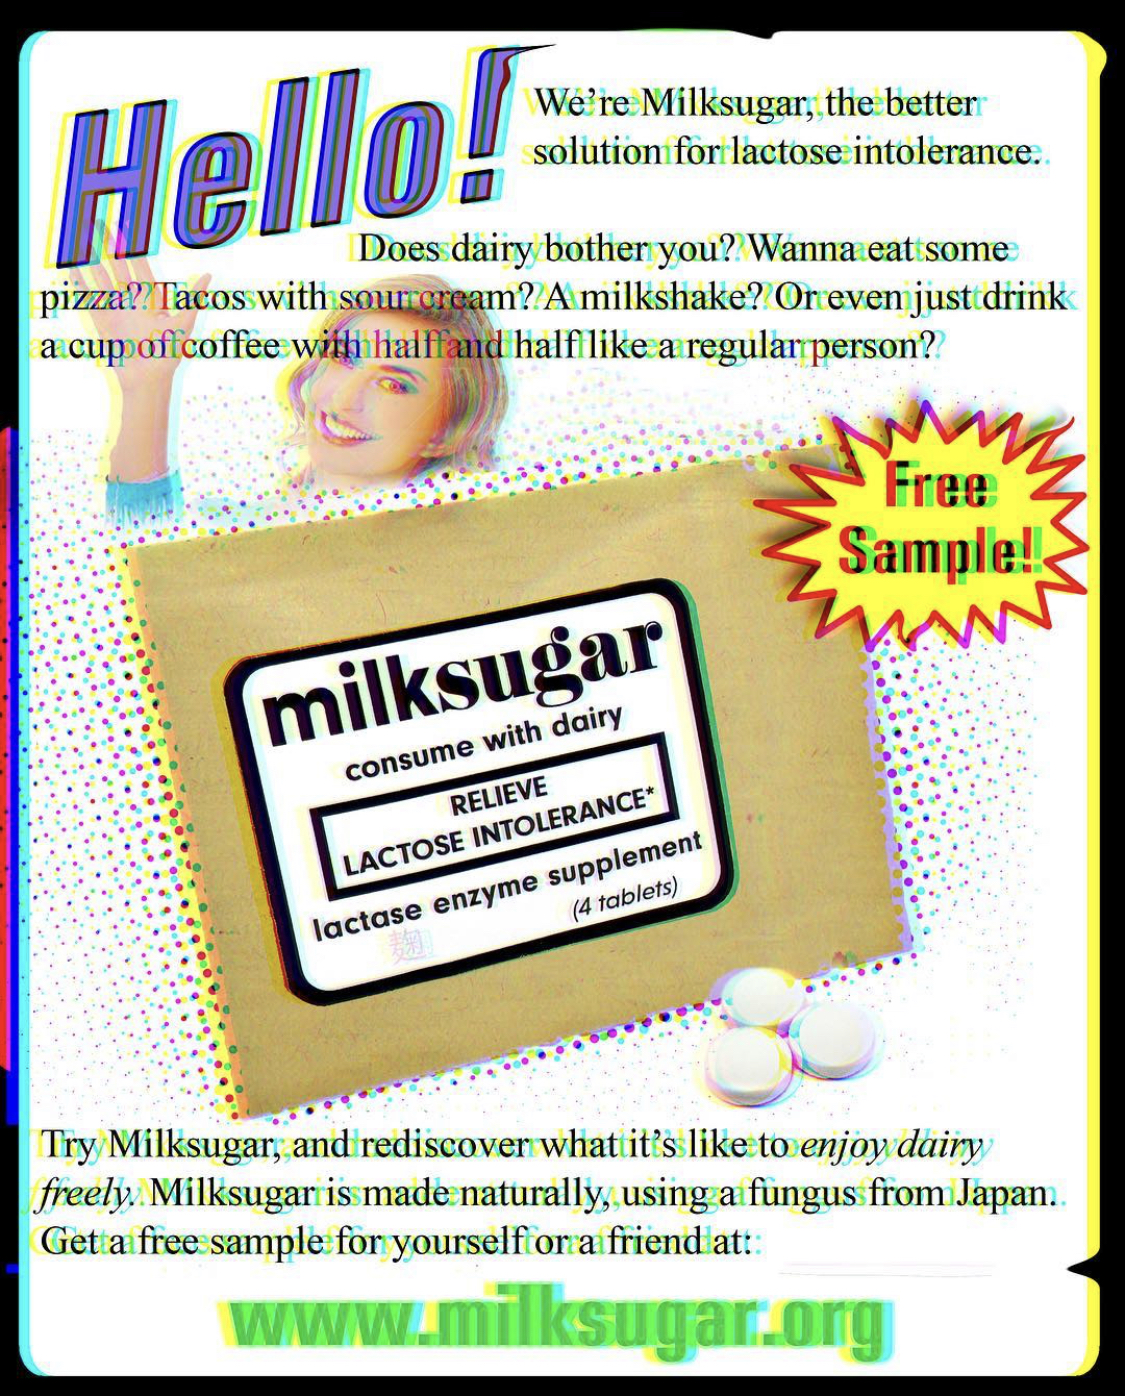 Hello!
We're Milksugar, the better
solution for lactose intolerance.
Does dairy bother you? Wanna eat some
pizza? Tacos with sour cream? A milkshake? Or even just drink
a cup of coffee with half and half like a regular person?
Free
Sample!
milksugar
consume with dairy
RELIEVE
LACTOSE INTOLERANCE*
lactase enzyme supplement
(4 tablets)
麹
Try Milksugar, and rediscover what it's like to enjoy dairy
freely. Milksugar is made naturally, using a fungus from Japan.
Get a free sample for yourself or a friend at:
www.milksugar.org